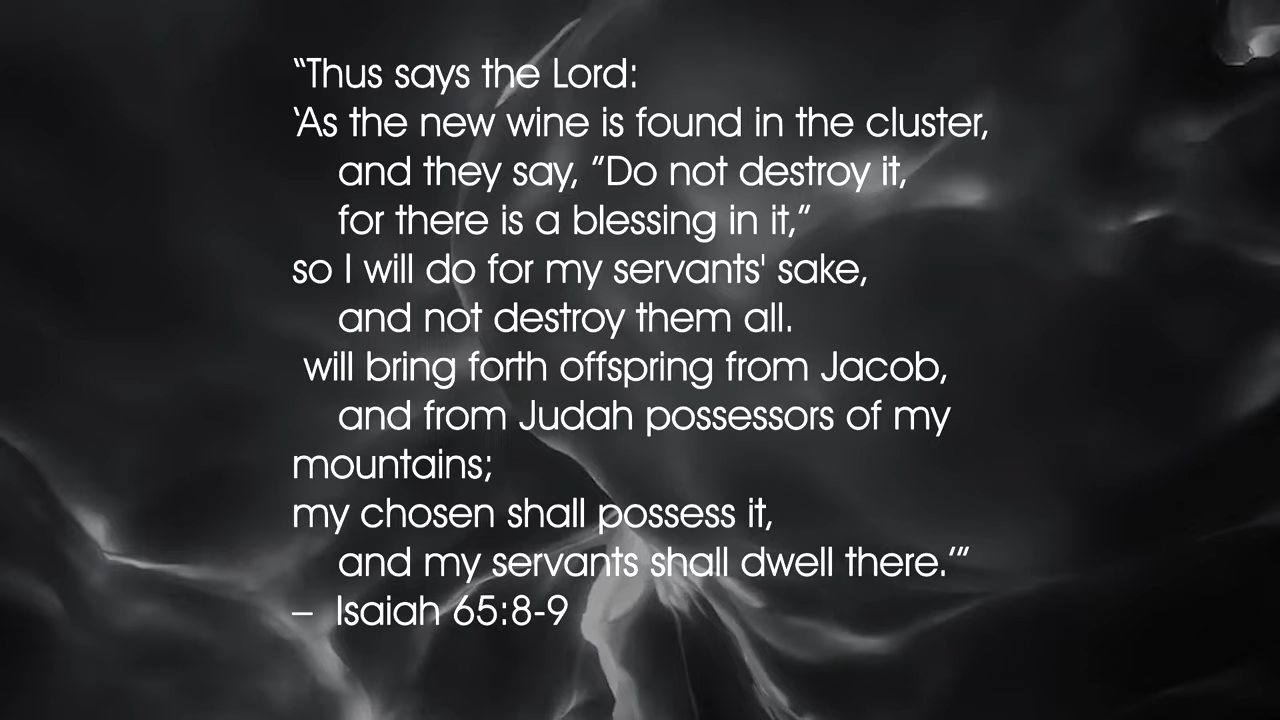 “Thus says the Lord:
‘As the new wine is found in the cluster,
and they say, “Do not destroy it,
for there is a blessing in it,”
so I will do for my servants' sake,
and not destroy them all.
will bring forth offspring from Jacob,
and from Judah possessors of my
mountains;
my chosen shall possess it,
and my servants shall dwell there.’”
– Isaiah 65:8-9